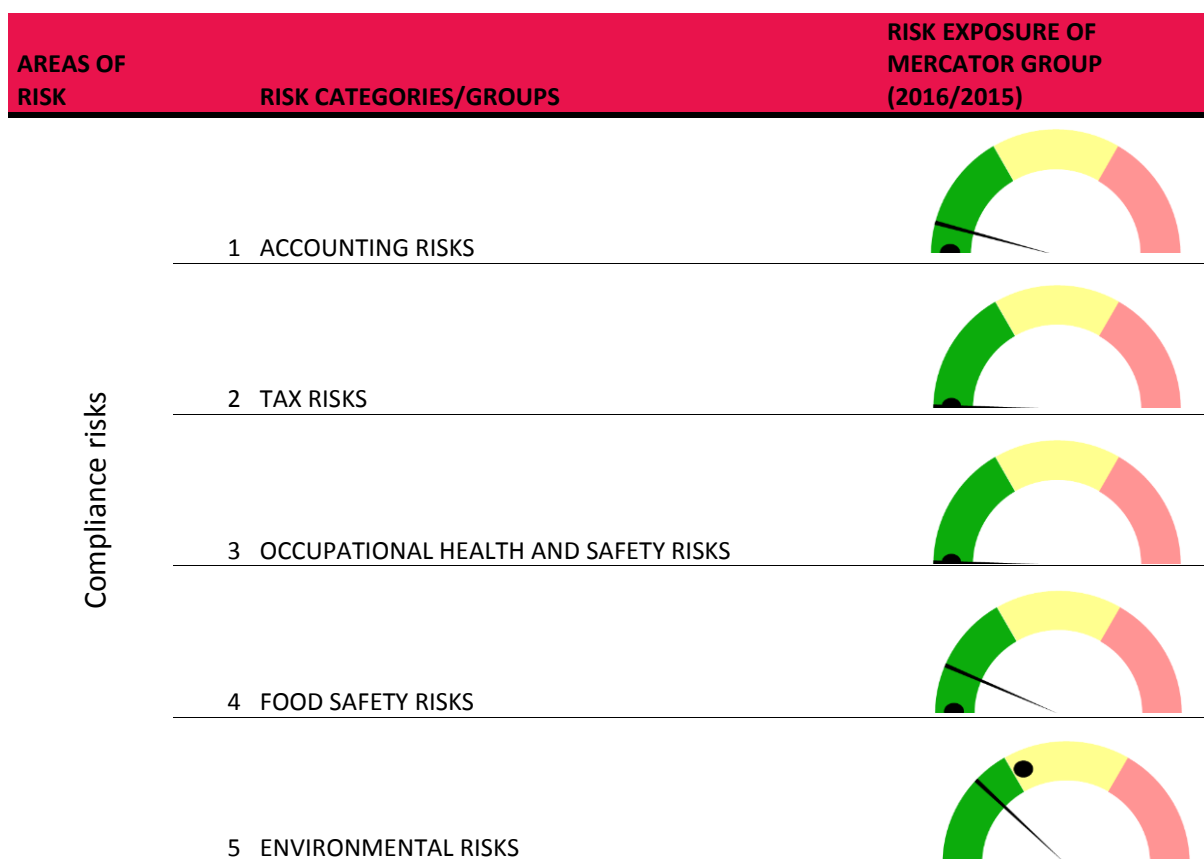 AREAS OF
RISK
RISK CATEGORIES/GROUPS
RISK EXPOSURE OF
MERCATOR GROUP
(2016/2015)
Compliance risks
1 ACCOUNTING RISKS
2 TAX RISKS
3 OCCUPATIONAL HEALTH AND SAFETY RISKS
4 FOOD SAFETY RISKS
5 ENVIRONMENTAL RISKS